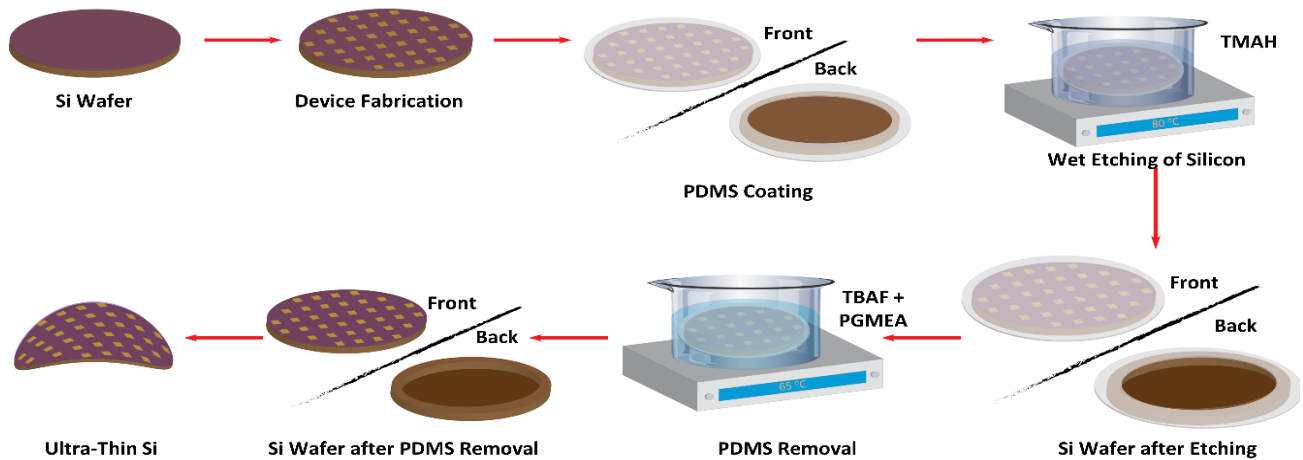 Si Wafer
Device Fabrication
Front
Back
PDMS Coating
TMAH
80 °C
Wet Etching of Silicon
Front
Back
Si Wafer after Etching
TBAF +
PGMEA
65 °C
PDMS Removal
Front
Back
Si Wafer after PDMS Removal
Ultra-Thin Si